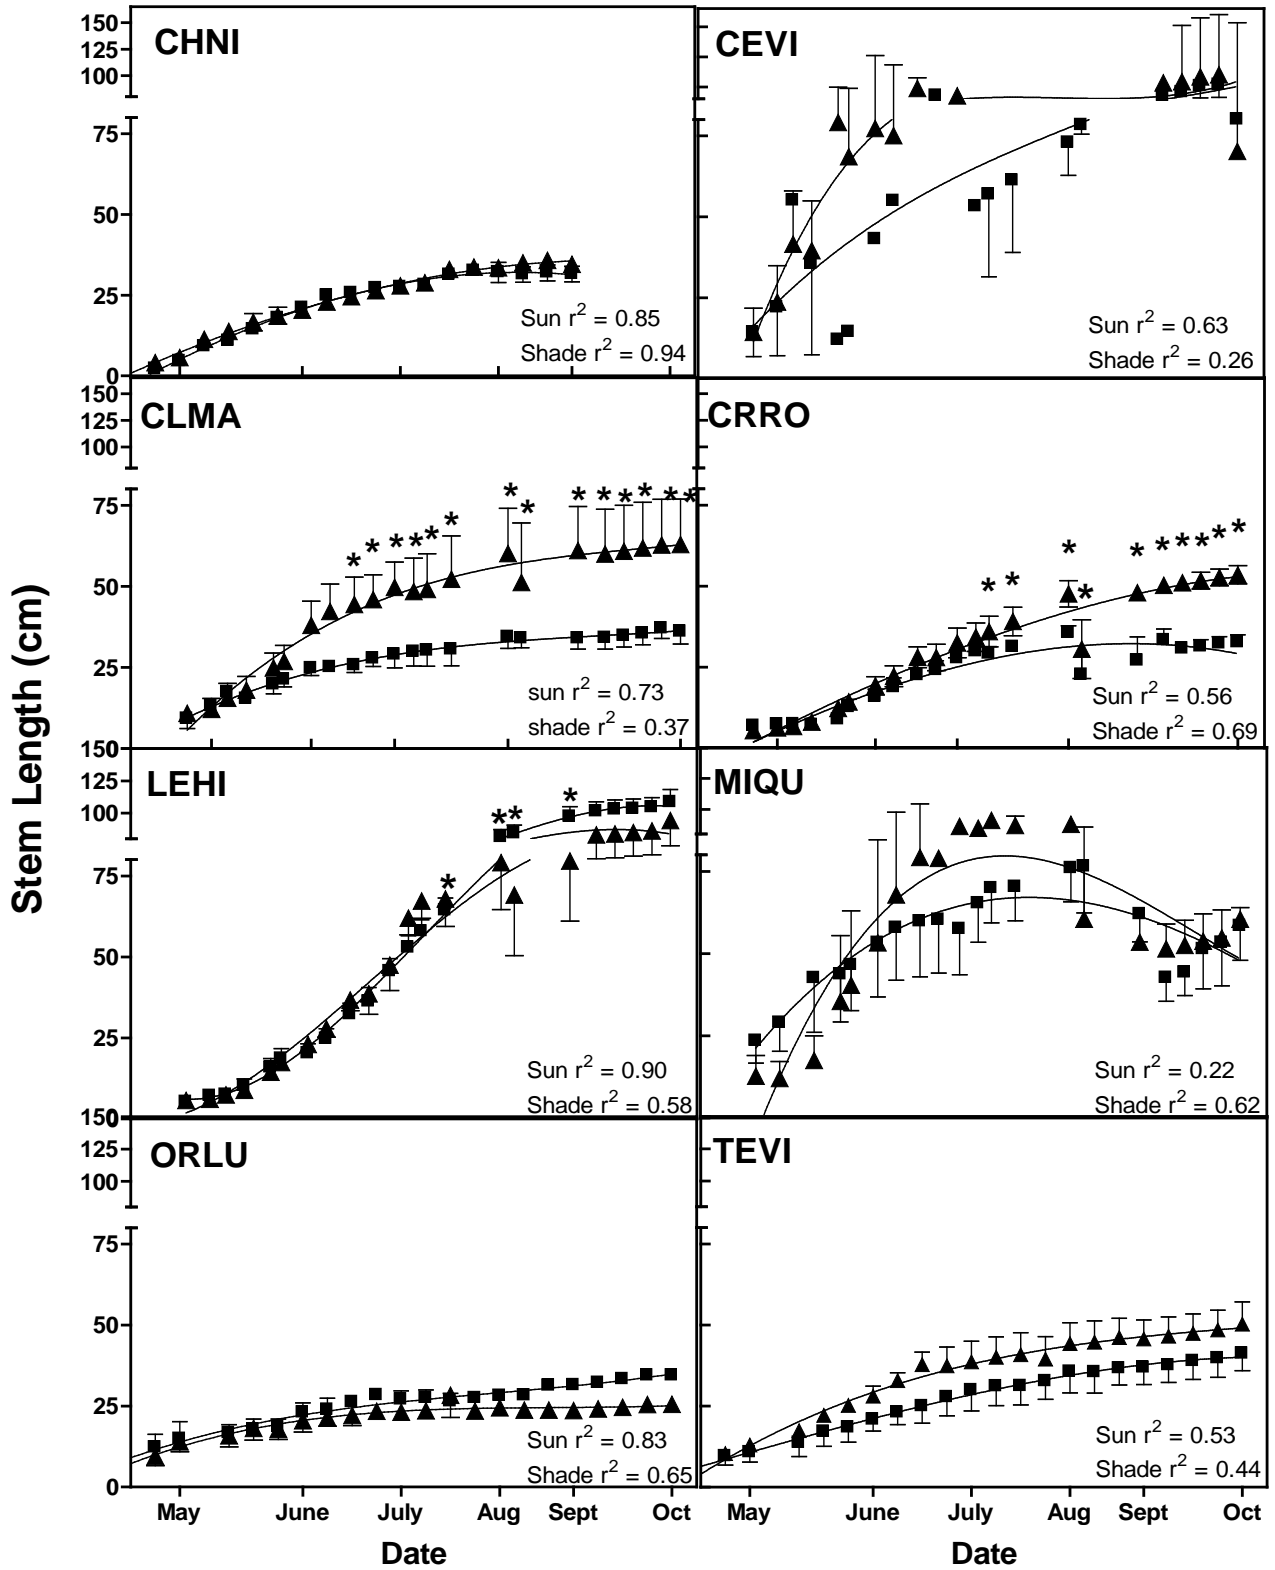 Stem Length (cm)
CHNI
150
125
100
75
50
25
0
Sun r² = 0.85
Shade r² = 0.94
CEVI
Sun r² = 0.63
Shade r² = 0.26
CLMA
150
125
100
75
50
25
* * * * * * * * * * * * * *
sun r² = 0.73
shade r² = 0.37
CRRO
* * * * * * * * * *
Sun r² = 0.56
Shade r² = 0.69
LEHI
150
125
100
75
50
25
* * * *
Sun r² = 0.90
Shade r² = 0.58
MIQU
Sun r² = 0.22
Shade r² = 0.62
ORLU
150
125
100
75
50
25
0
Sun r² = 0.83
Shade r² = 0.65
TEVI
Sun r² = 0.53
Shade r² = 0.44
May June July Aug Sept Oct
May June July Aug Sept Oct
Date
Date